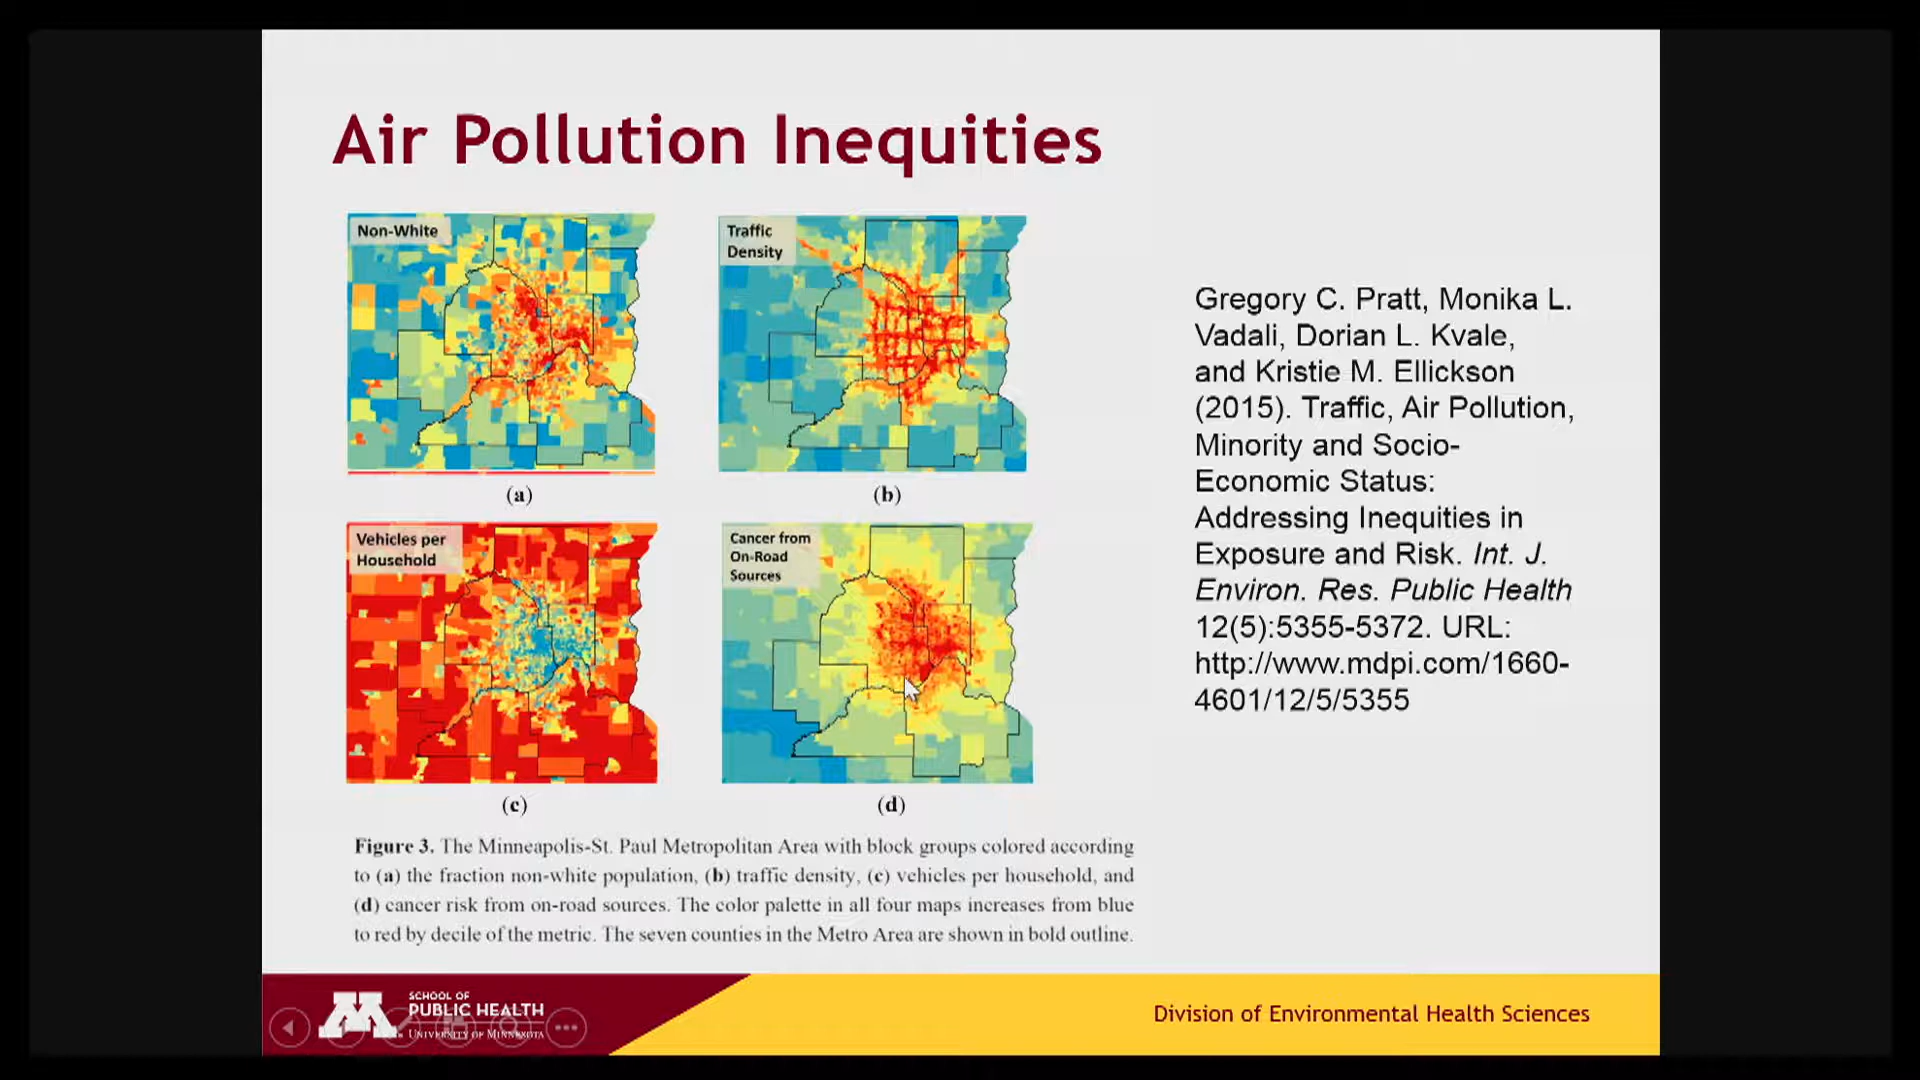 Air Pollution Inequities
Non-White
Traffic
Density
(a)
(b)
Vehicles per
Household
Cancer from
On-Road
Sources
(c)
(d)
Figure 3. The Minneapolis-St. Paul Metropolitan Area with block groups colored according
to (a) the fraction non-white population, (b) traffic density, (c) vehicles per household, and
(d) cancer risk from on-road sources. The color palette in all four maps increases from blue
to red by decile of the metric. The seven counties in the Metro Area are shown in bold outline.
Gregory C. Pratt, Monika L.
Vadali, Dorian L. Kvale,
and Kristie M. Ellickson
(2015). Traffic, Air Pollution,
Minority and Socio-
Economic Status:
Addressing Inequities in
Exposure and Risk. Int. J.
Environ. Res. Public Health
12(5):5355-5372. URL:
http://www.mdpi.com/1660-
4601/12/5/5355
M
SCHOOL OF
PUBLIC HEALTH
UNIVERSITY OF MINNESOTA
Division of Environmental Health Sciences